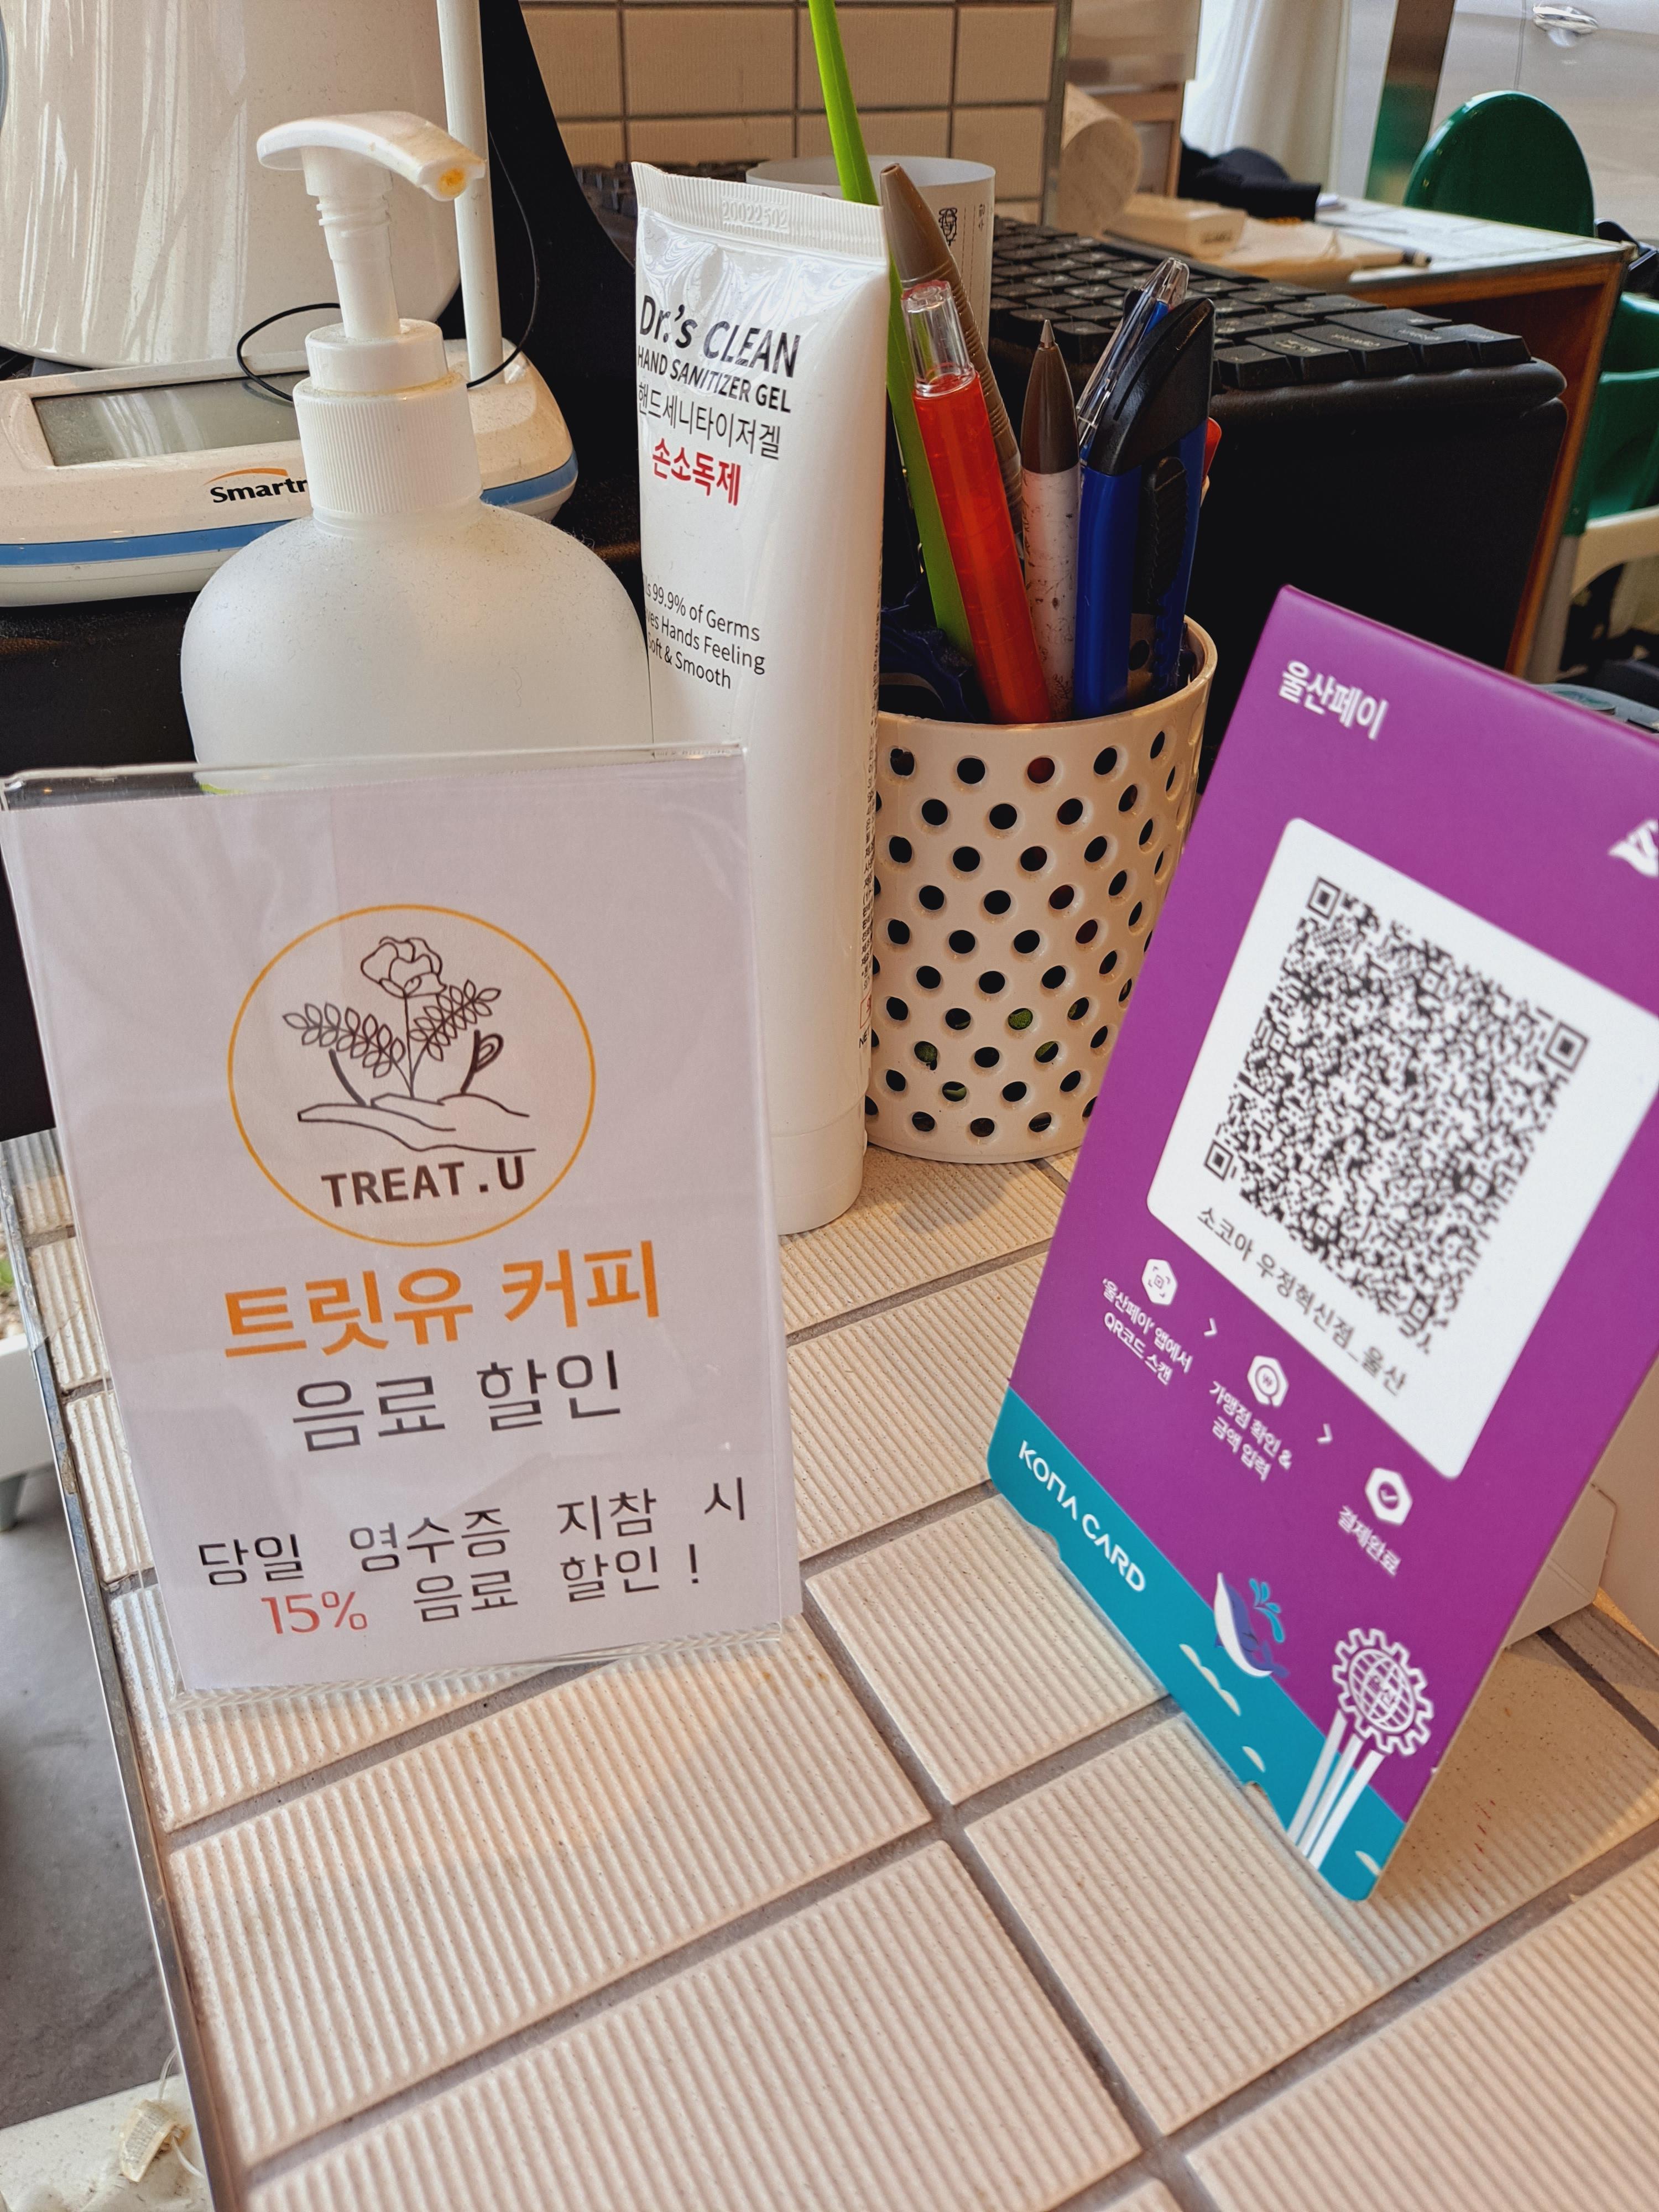 20022502
Dr.'s CLEAN
HAND SANITIZER GEL
핸드세니타이저겔
손소독제
99.9% of Germs
Hands Feeling
Soft & Smooth
TREAT.U
트릿유 커피
음료 할인
당일 영수증 지참 시
15% 음료 할인!
울산페이
소코아 우정혁신점_울산
'울산페이' 앱에서
QR코드 스캔
가맹점 확인 &
금액 입력
결제완료
KONA CARD